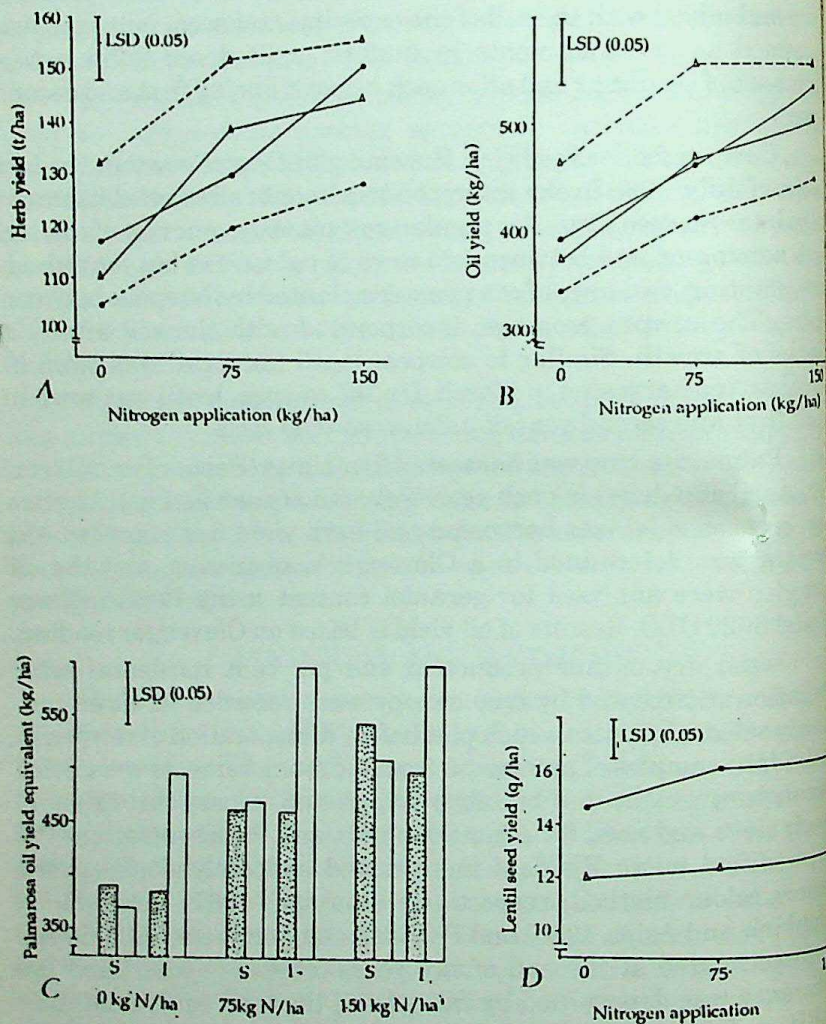 160
150
140
130
120
110
100
Herb yield (t/ha)
LSD (0.05)
0 75 150
Nitrogen application (kg/ha)
A
500
400
300
Oil yield (kg/ha)
LSD (0.05)
0 75 150
Nitrogen application (kg/ha)
B
550
450
350
Palmarosa oil yield equivalent (kg/ha)
LSD (0.05)
S I S I S I
0 kg N/ha 75kg N/ha 150 kg N/ha
C
16
14
12
10
Lentil seed yield (q/ha)
LSD (0.05)
0 75
Nitrogen application
D